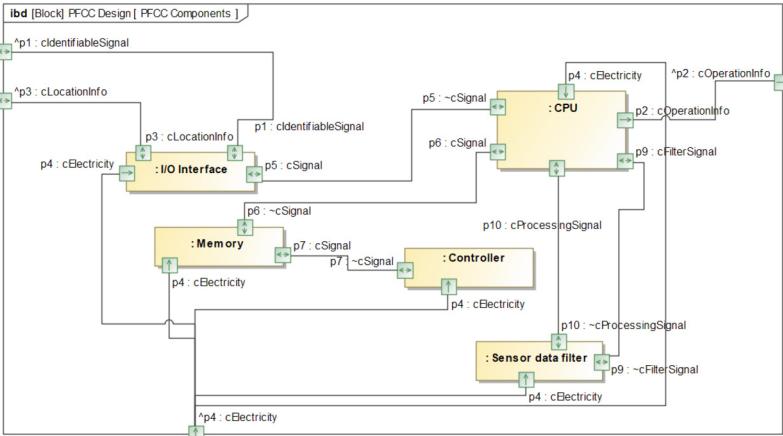 ibd [Block] PFCC Design [ PFCC Components ]
^p1 : cIdentifiableSignal
^p3 : cLocationInfo
p4 : cElectricity
^p2 : cOperationInfo
p5 : ~cSignal
: CPU
p2 : cOperationInfo
p3 : cLocationInfo
p1 : cIdentifiableSignal
p6 : cSignal
p9 : cFilterSignal
p4 : cElectricity
: I/O Interface
p5 : cSignal
p6 : ~cSignal
p10 : cProcessingSignal
: Memory
p7 : cSignal
p7 : ~cSignal
: Controller
p4 : cElectricity
p4 : cElectricity
p10 : ~cProcessingSignal
: Sensor data filter
p9 : ~cFilterSignal
p4 : cElectricity
^p4 : cElectricity